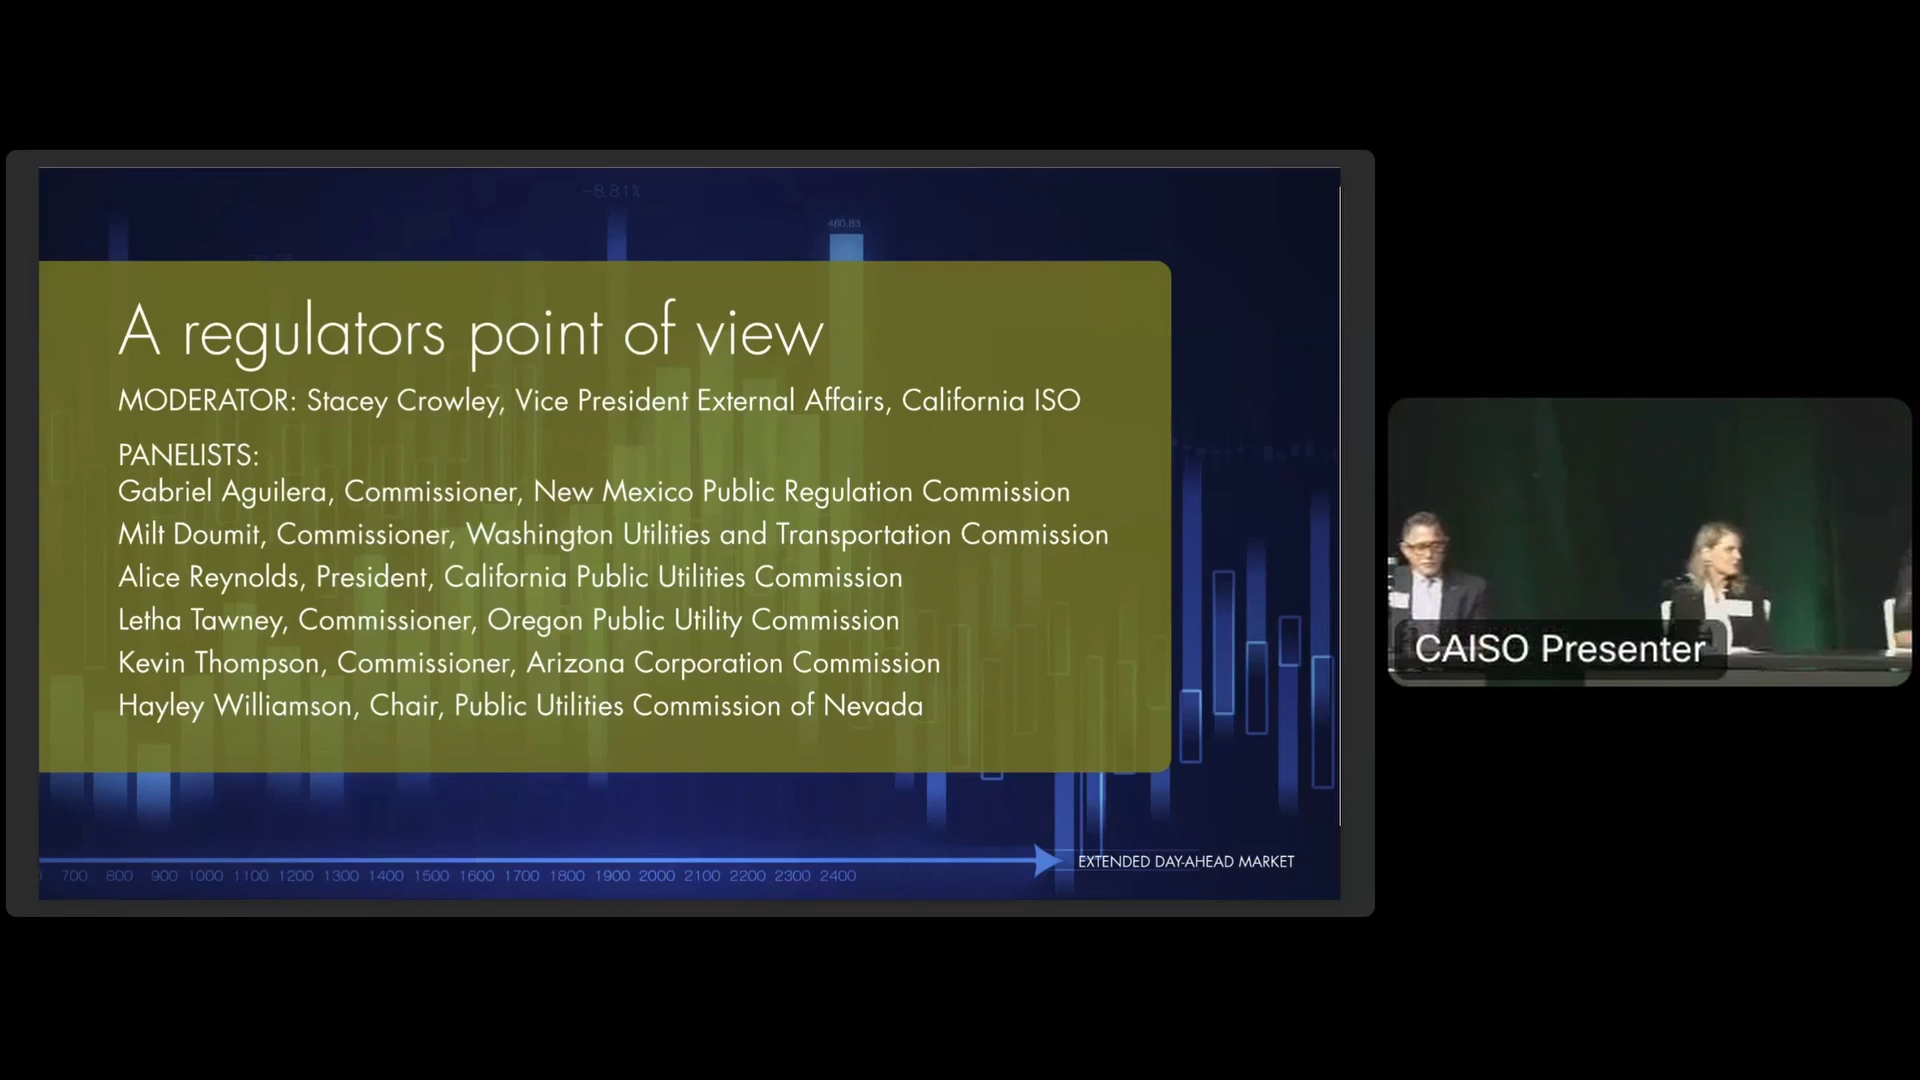 -8.81%
460.83
A regulators point of view
MODERATOR: Stacey Crowley, Vice President External Affairs, California ISO
PANELISTS:
Gabriel Aguilera, Commissioner, New Mexico Public Regulation Commission
Milt Doumit, Commissioner, Washington Utilities and Transportation Commission
Alice Reynolds, President, California Public Utilities Commission
Letha Tawney, Commissioner, Oregon Public Utility Commission
Kevin Thompson, Commissioner, Arizona Corporation Commission
Hayley Williamson, Chair, Public Utilities Commission of Nevada
CAISO Presenter
EXTENDED DAY-AHEAD MARKET
700 800 900 1000 1100 1200 1300 1400 1500 1600 1700 1800 1900 2000 2100 2200 2300 2400